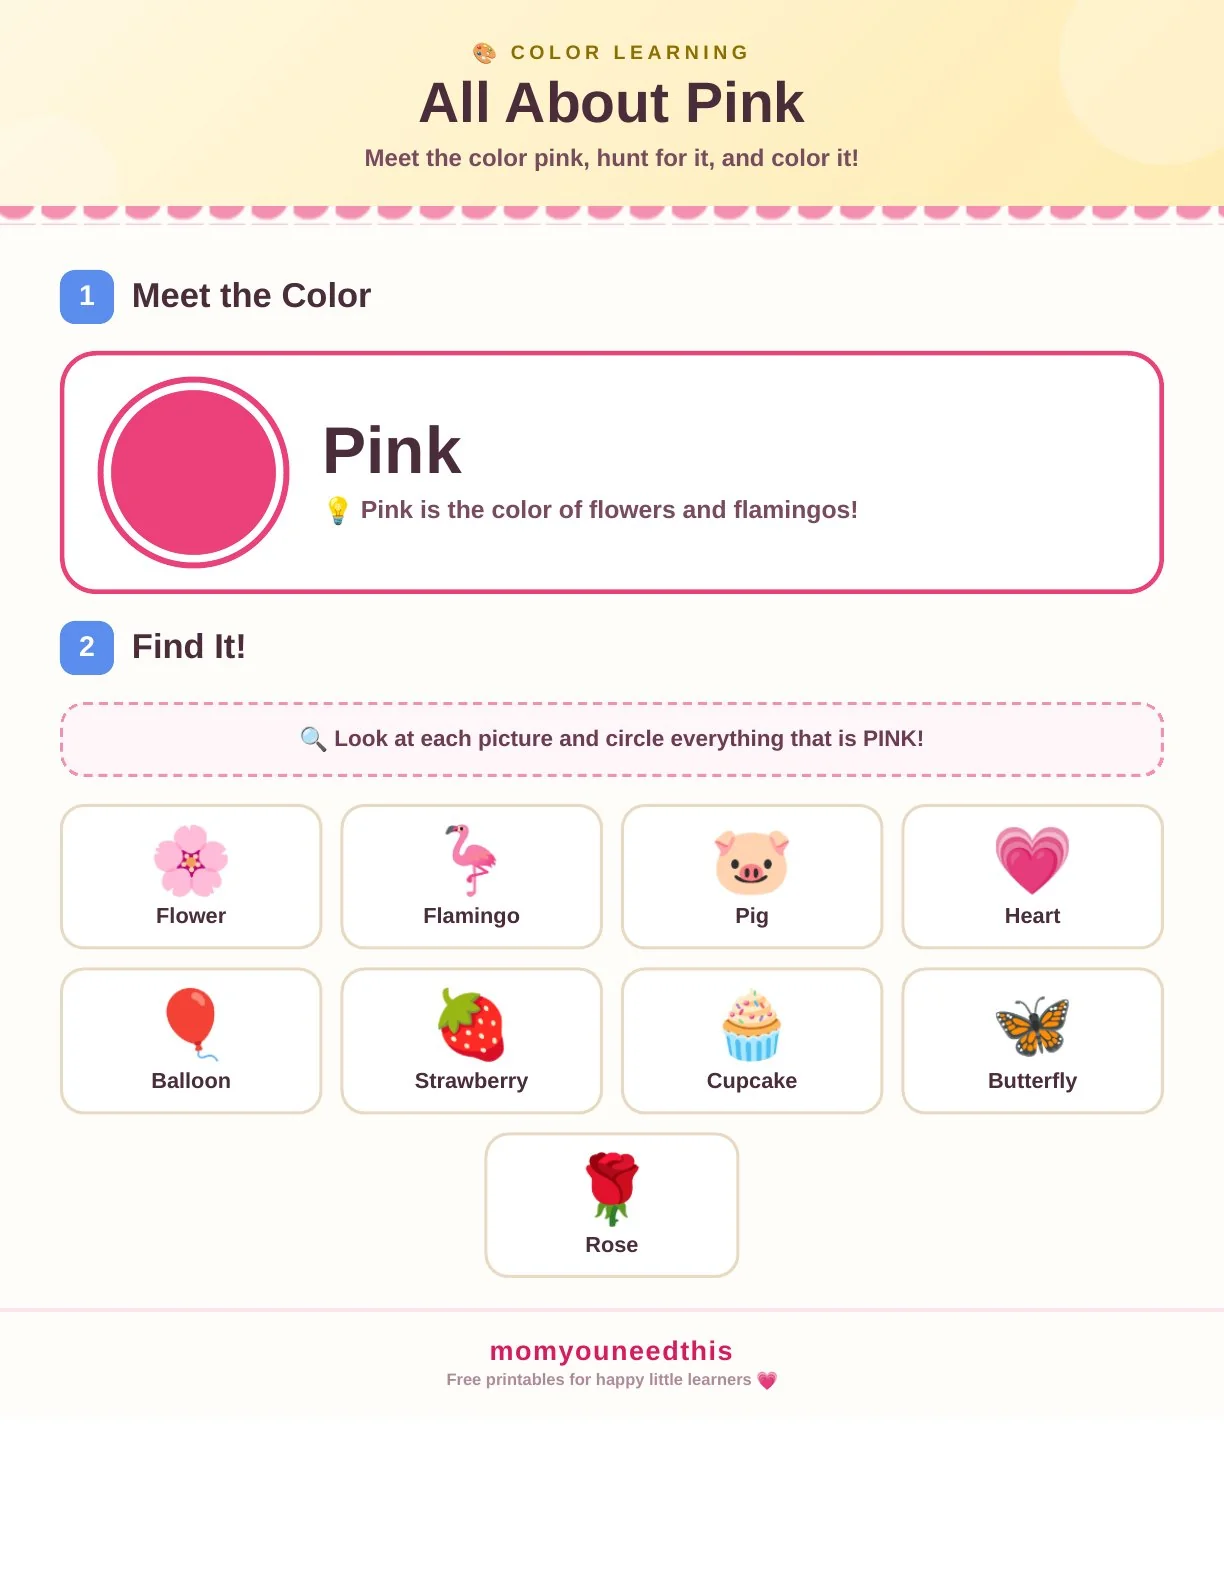 🎨 COLOR LEARNING
All About Pink
Meet the color pink, hunt for it, and color it!
1 Meet the Color
Pink
💡 Pink is the color of flowers and flamingos!
2 Find It!
🔍 Look at each picture and circle everything that is PINK!
Flower Flamingo Pig Heart
Balloon Strawberry Cupcake Butterfly
Rose
momyouneedthis
Free printables for happy little learners 💗